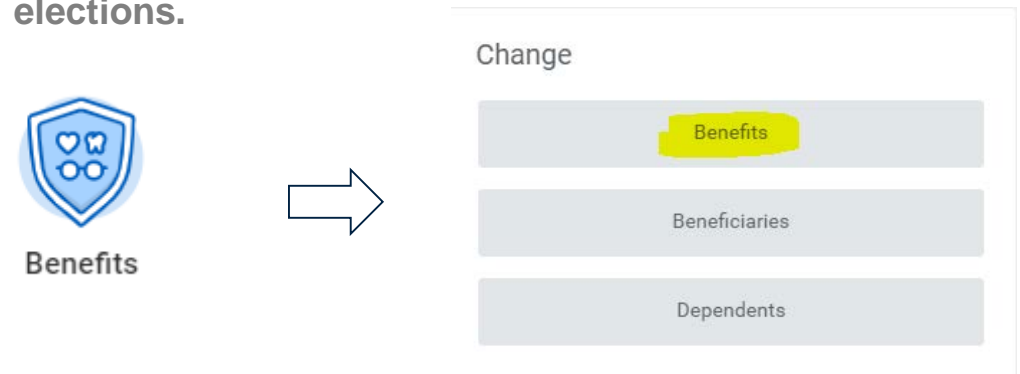 elections.
Benefits
Change
Benefits
Beneficiaries
Dependents